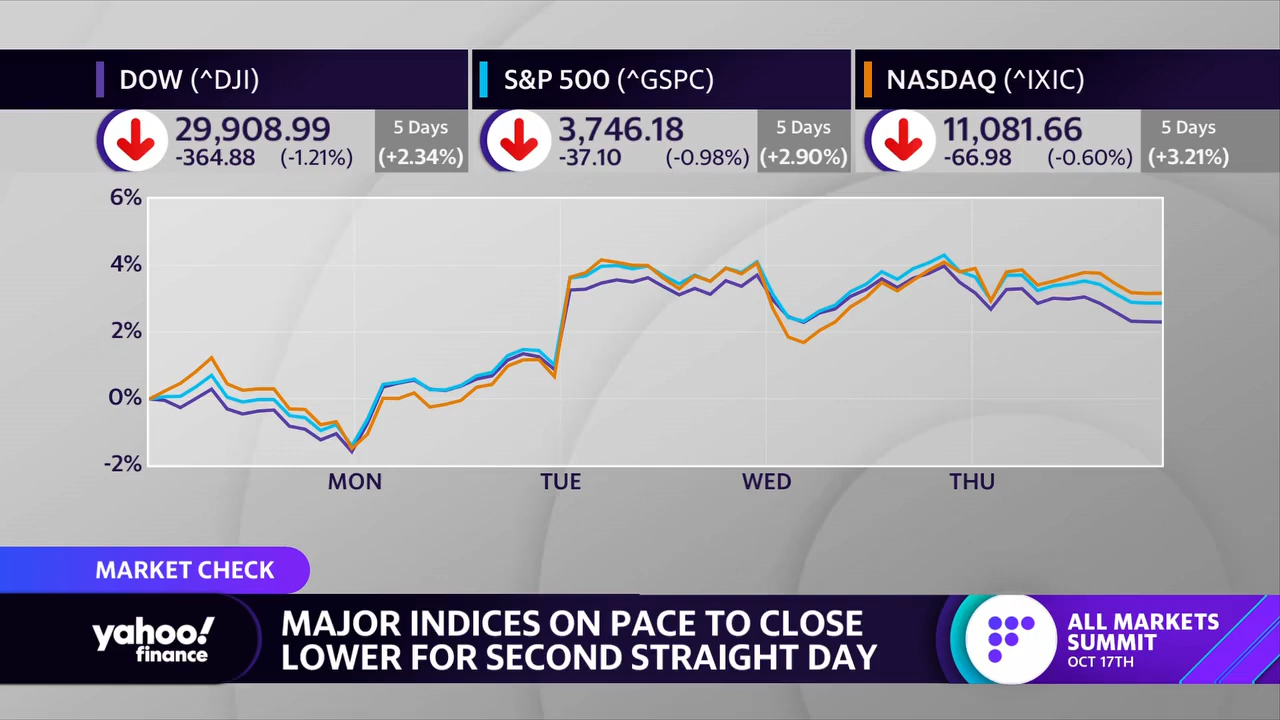 DOW (^DJI)
29,908.99
-364.88 (-1.21%)
5 Days
(+2.34%)
S&P 500 (^GSPC)
3,746.18
-37.10 (-0.98%)
5 Days
(+2.90%)
NASDAQ (^IXIC)
11,081.66
-66.98 (-0.60%)
5 Days
(+3.21%)
6%
4%
2%
0%
-2%
MON TUE WED THU
MARKET CHECK
yahoo!
finance
MAJOR INDICES ON PACE TO CLOSE
LOWER FOR SECOND STRAIGHT DAY
ALL MARKETS
SUMMIT
OCT 17TH